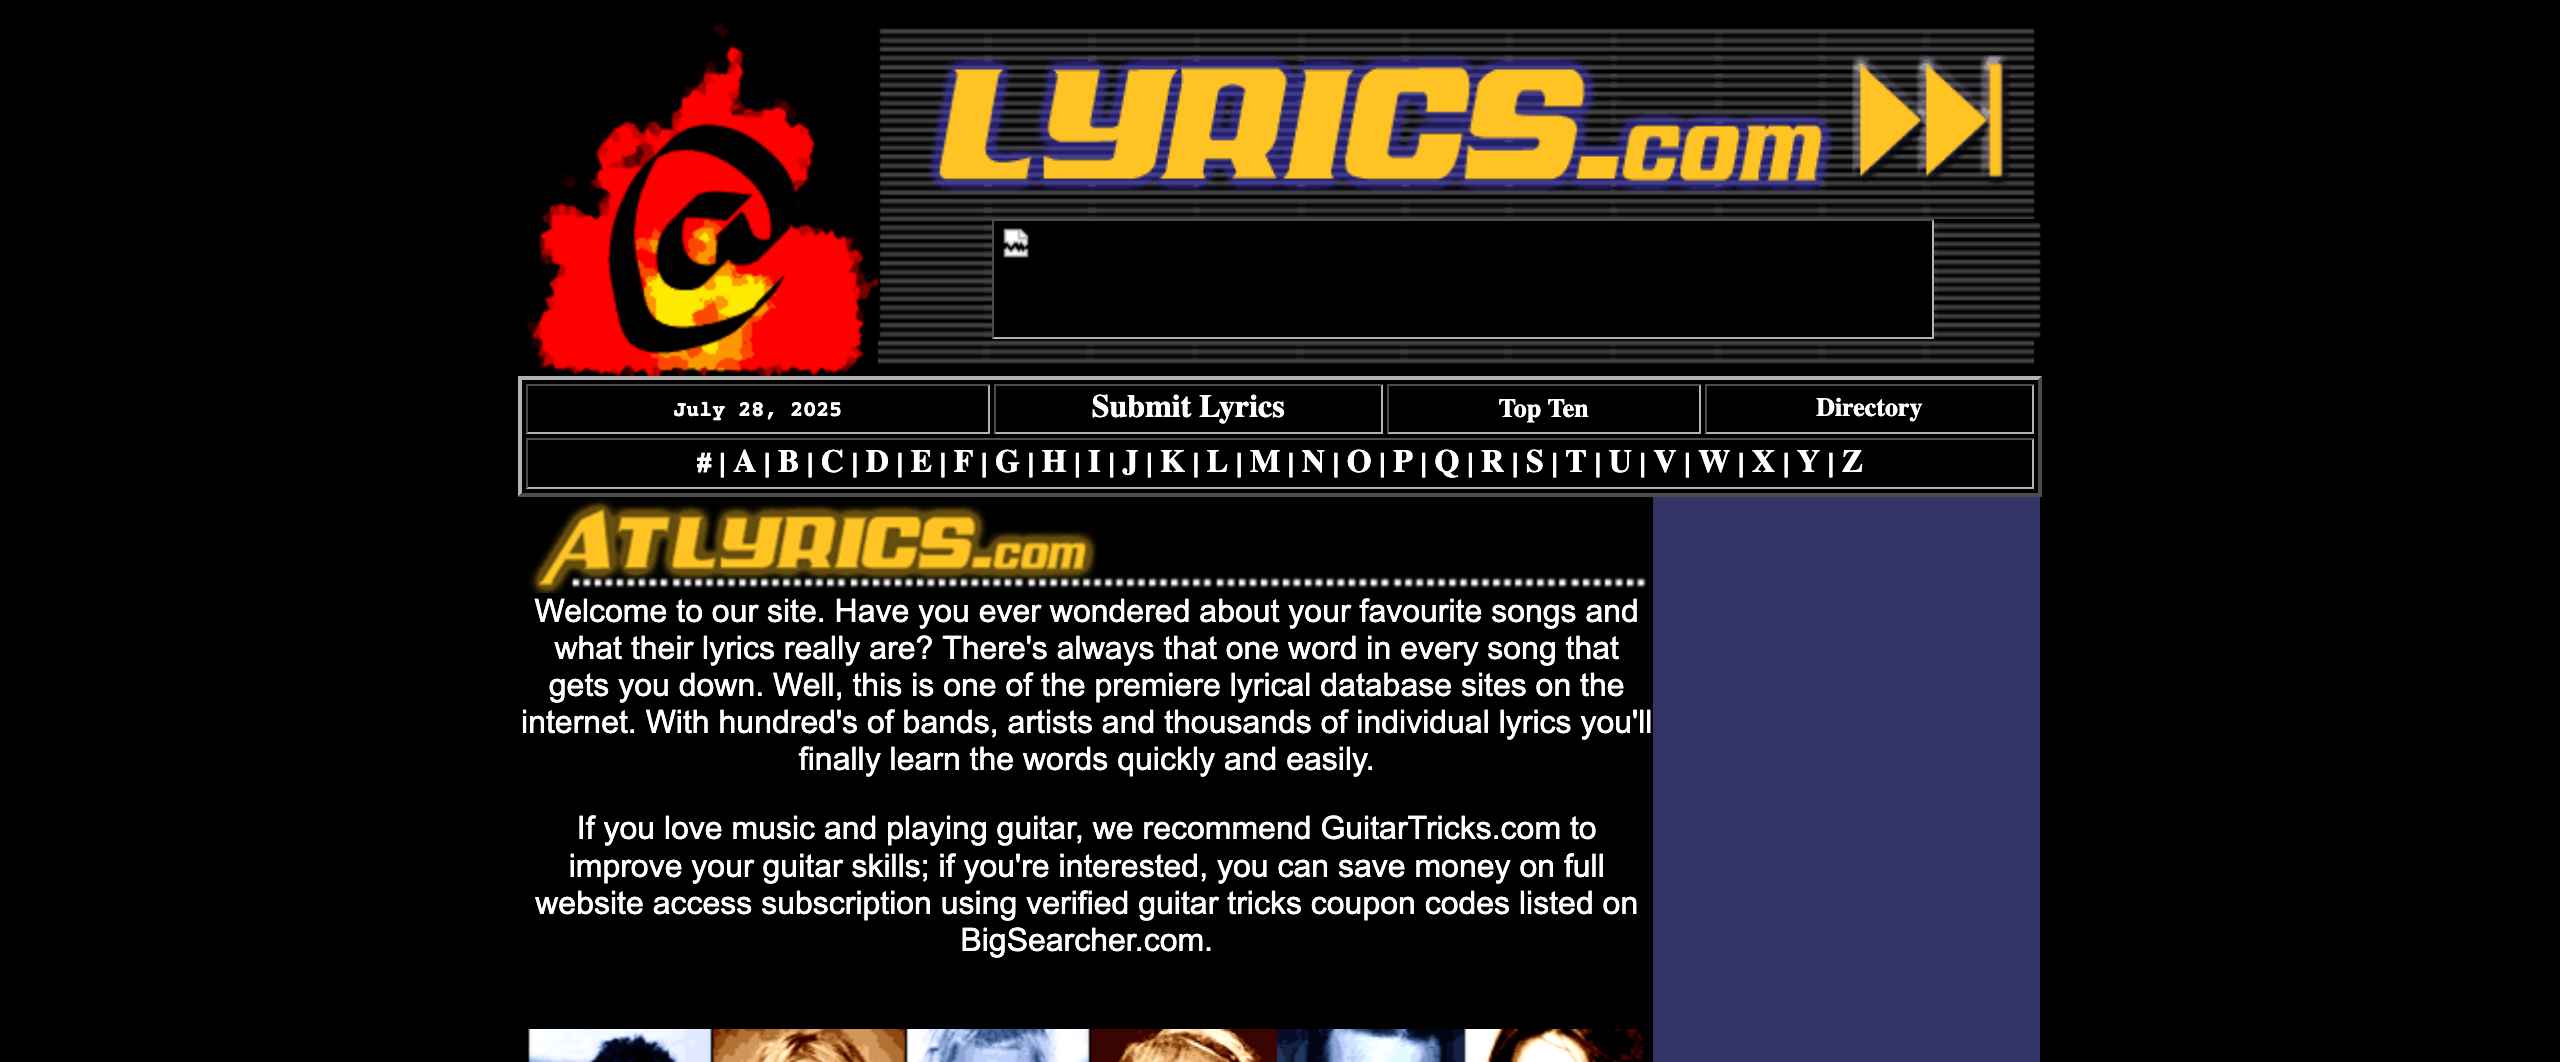 @ LYRICS.com
July 28, 2025 Submit Lyrics Top Ten Directory
# | A | B | C | D | E | F | G | H | I | J | K | L | M | N | O | P | Q | R | S | T | U | V | W | X | Y | Z
ATLYRICS.com
Welcome to our site. Have you ever wondered about your favourite songs and
what their lyrics really are? There's always that one word in every song that
gets you down. Well, this is one of the premiere lyrical database sites on the
internet. With hundred's of bands, artists and thousands of individual lyrics you'll
finally learn the words quickly and easily.
If you love music and playing guitar, we recommend GuitarTricks.com to
improve your guitar skills; if you're interested, you can save money on full
website access subscription using verified guitar tricks coupon codes listed on
BigSearcher.com.